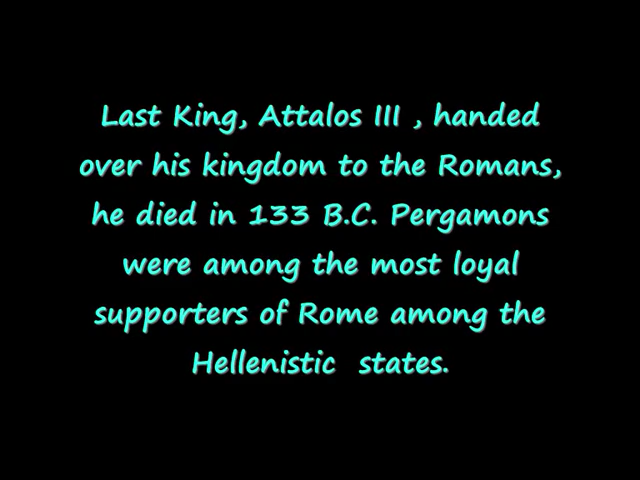 Last King, Attalos III , handed
over his kingdom to the Romans,
he died in 133 B.C. Pergamons
were among the most loyal
supporters of Rome among the
Hellenistic  states.